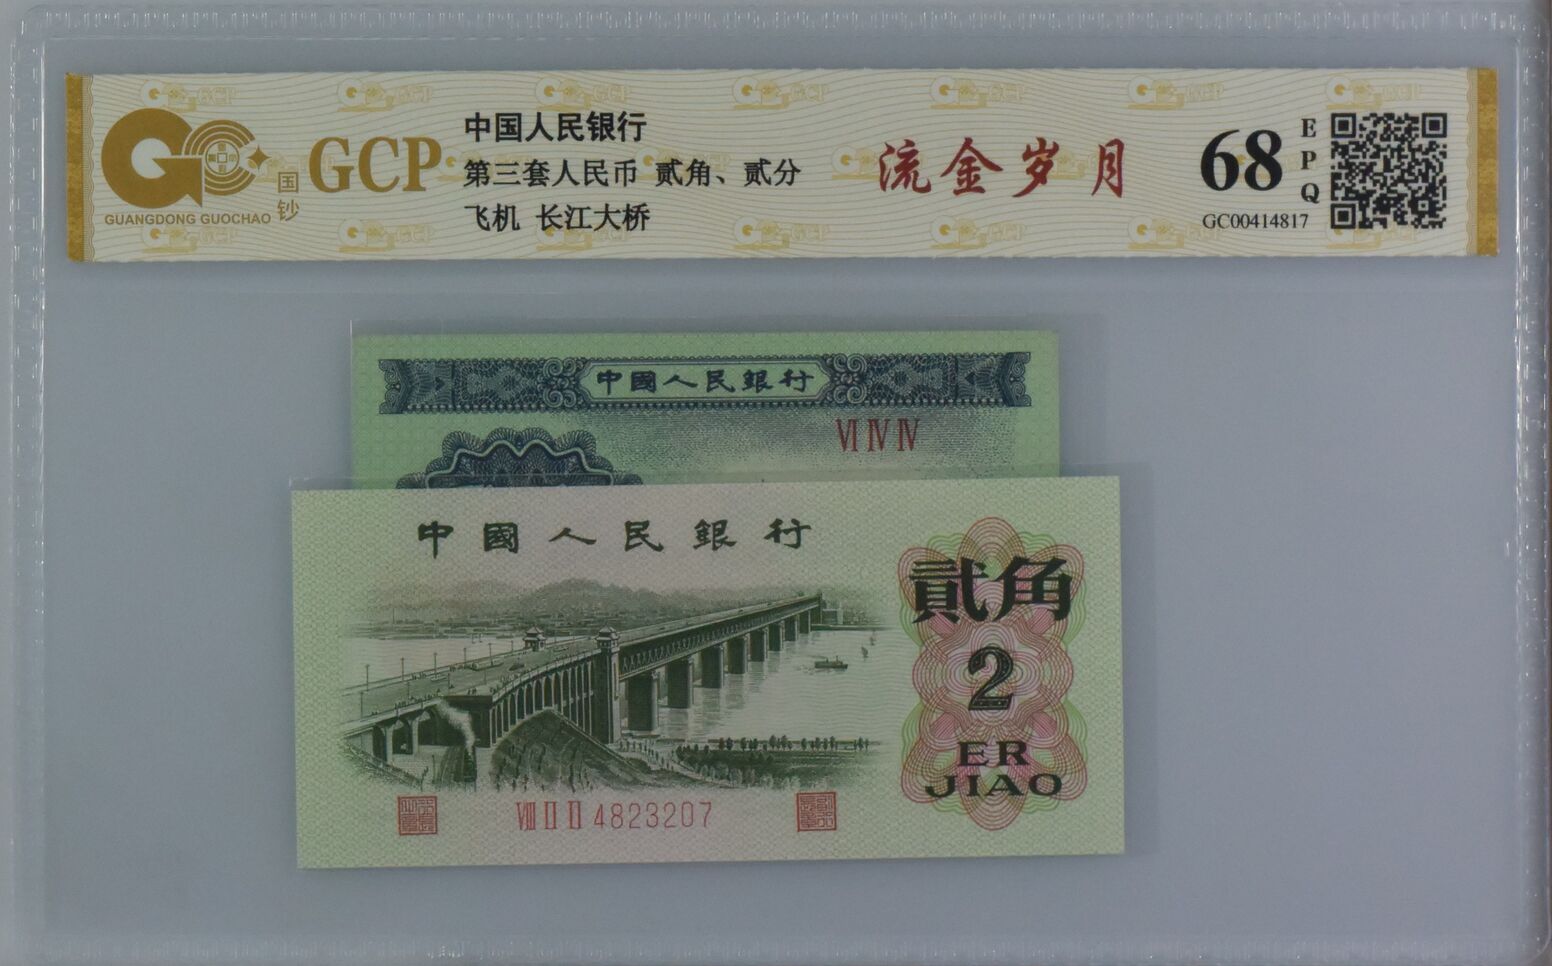 GUANGDONG GUOCHAO
国钞
GCP
中国人民银行
第三套人民币 贰角、贰分
飞机 长江大桥
流金岁月
68
EPQ
GC00414817
中國人民銀行
Ⅵ Ⅳ Ⅳ
中國人民銀行
貳角
2
ER
JIAO
Ⅷ Ⅱ Ⅱ 4823207